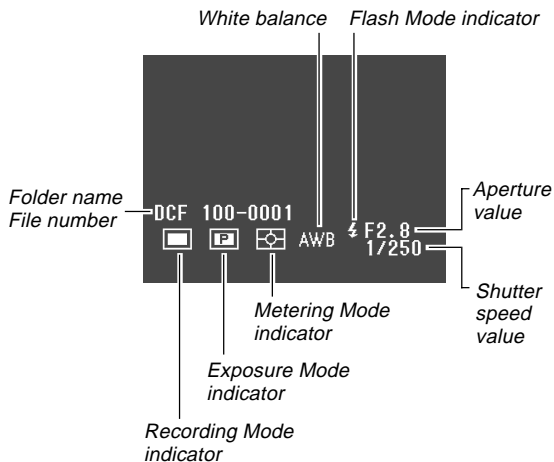 White balance
Flash Mode indicator
Folder name
File number
DCF 100-0001
P
AWB
F2.8
1/250
Aperture
value
Shutter
speed
value
Metering Mode
indicator
Exposure Mode
indicator
Recording Mode
indicator